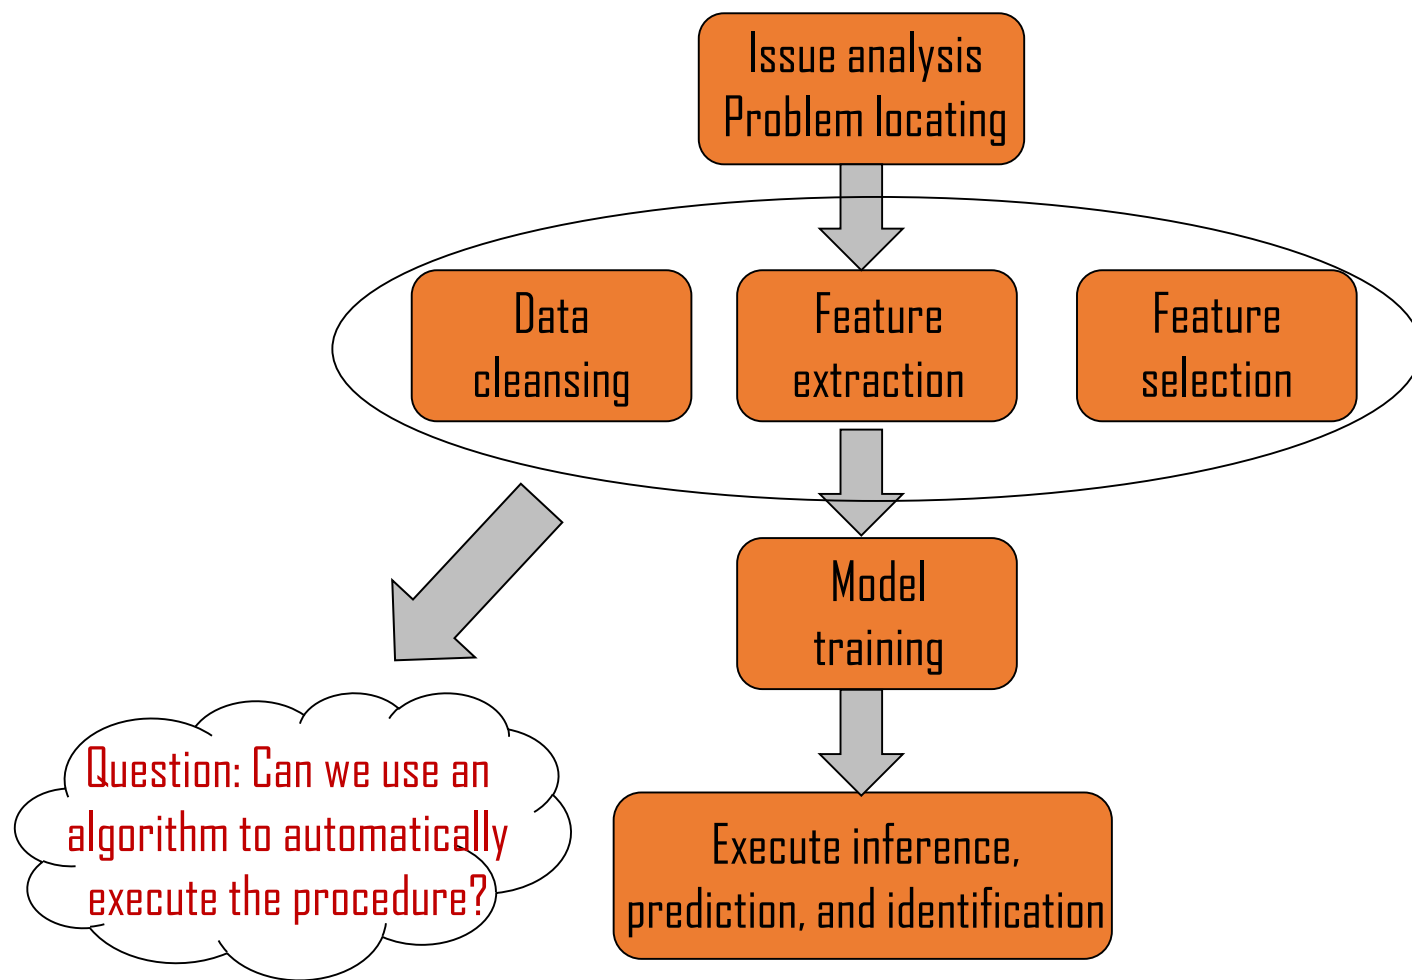 Issue analysis
Problem locating
Data
cleansing
Feature
extraction
Feature
selection
Model
training
Question: Can we use an
algorithm to automatically
execute the procedure?
Execute inference,
prediction, and identification